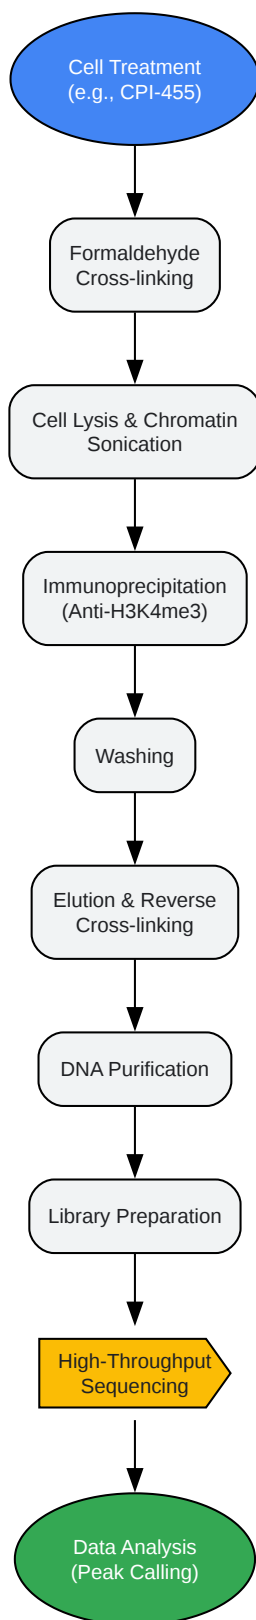 Cell Treatment
(e.g., CPI-455)
Formaldehyde
Cross-linking
Cell Lysis & Chromatin
Sonication
Immunoprecipitation
(Anti-H3K4me3)
Washing
Elution & Reverse
Cross-linking
DNA Purification
Library Preparation
High-Throughput
Sequencing
Data Analysis
(Peak Calling)